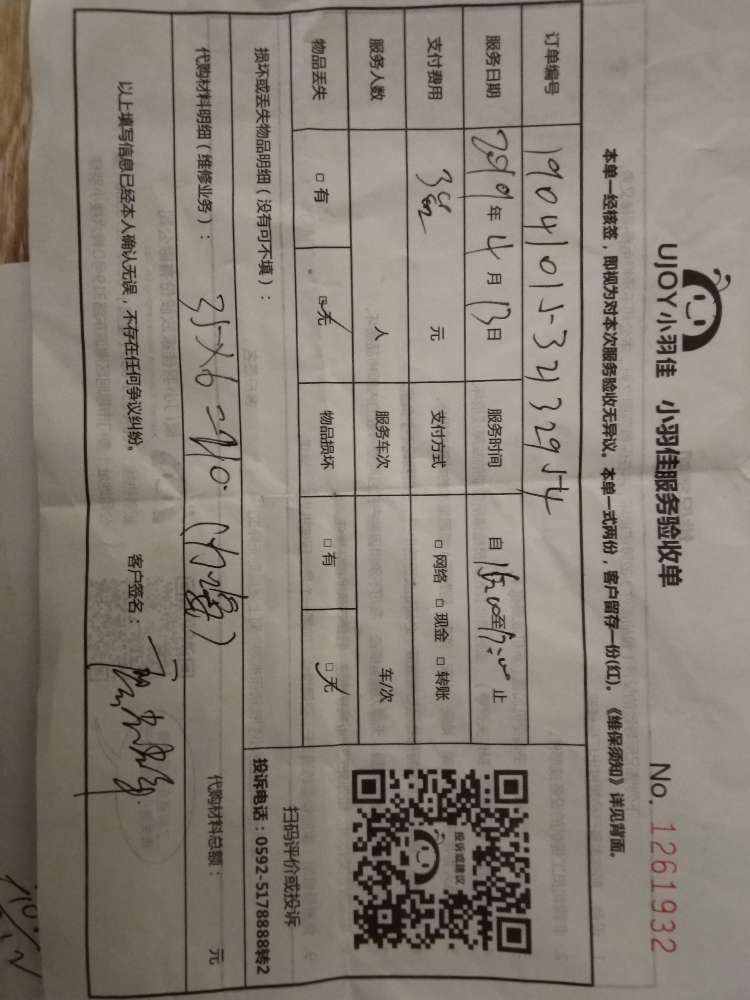 UJOY小羽佳 小羽佳服务验收单
No. 1261932
本单一经核签，即视为对本次服务验收无异议。本单一式两份，客户留存一份(红)。《维保须知》详见背面。
订单编号
服务日期 2019年4月13日 服务时间 自 至 止
支付费用 元 支付方式 □网络 □现金 □转账
服务人数 人 服务车次 车/次
物品丢失 □有 □无 物品损坏 □有 □无
损坏或丢失物品明细（没有可不填）：
投诉或建议
扫码评价或投诉
投诉电话：0592-5178888转2
代购材料明细（维修业务）： 35×6=210.
代购材料总额： 元
以上填写信息已经本人确认无误，不存在任何争议纠纷。 客户签名：